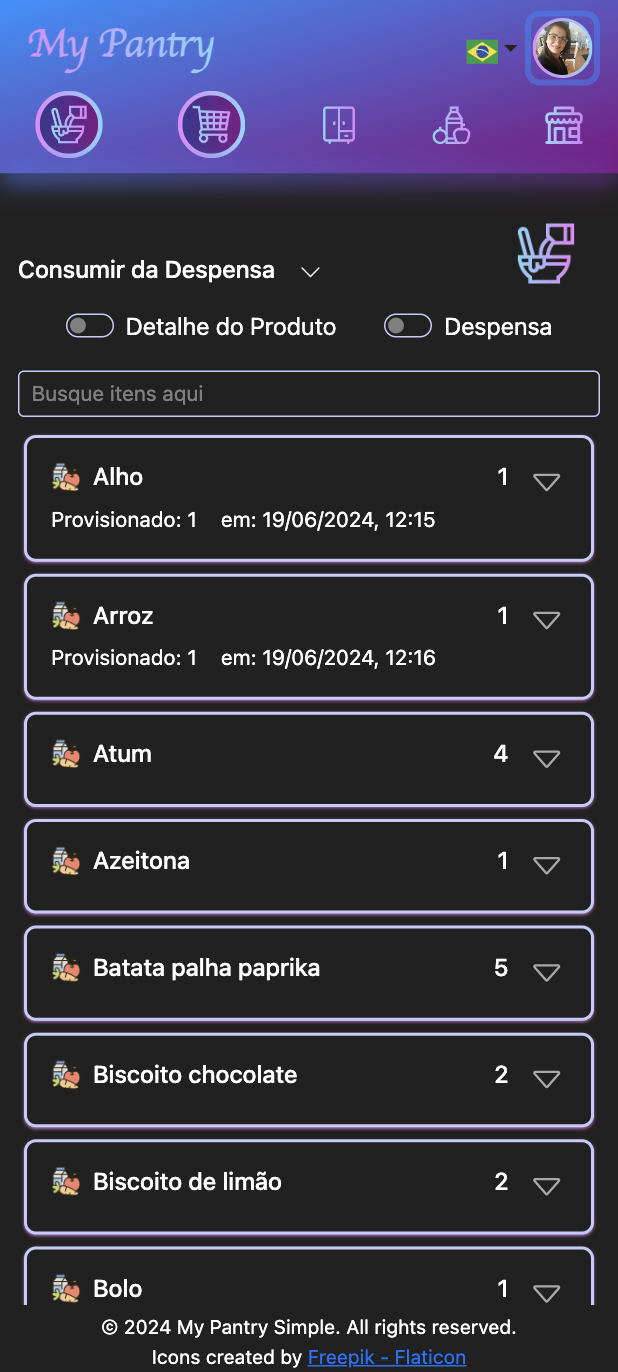 My Pantry
Consumir da Despensa
Detalhe do Produto Despensa
Busque itens aqui
Alho 1
Provisionado: 1 em: 19/06/2024, 12:15
Arroz 1
Provisionado: 1 em: 19/06/2024, 12:16
Atum 4
Azeitona 1
Batata palha paprika 5
Biscoito chocolate 2
Biscoito de limão 2
Bolo 1
© 2024 My Pantry Simple. All rights reserved.
Icons created by Freepik - Flaticon